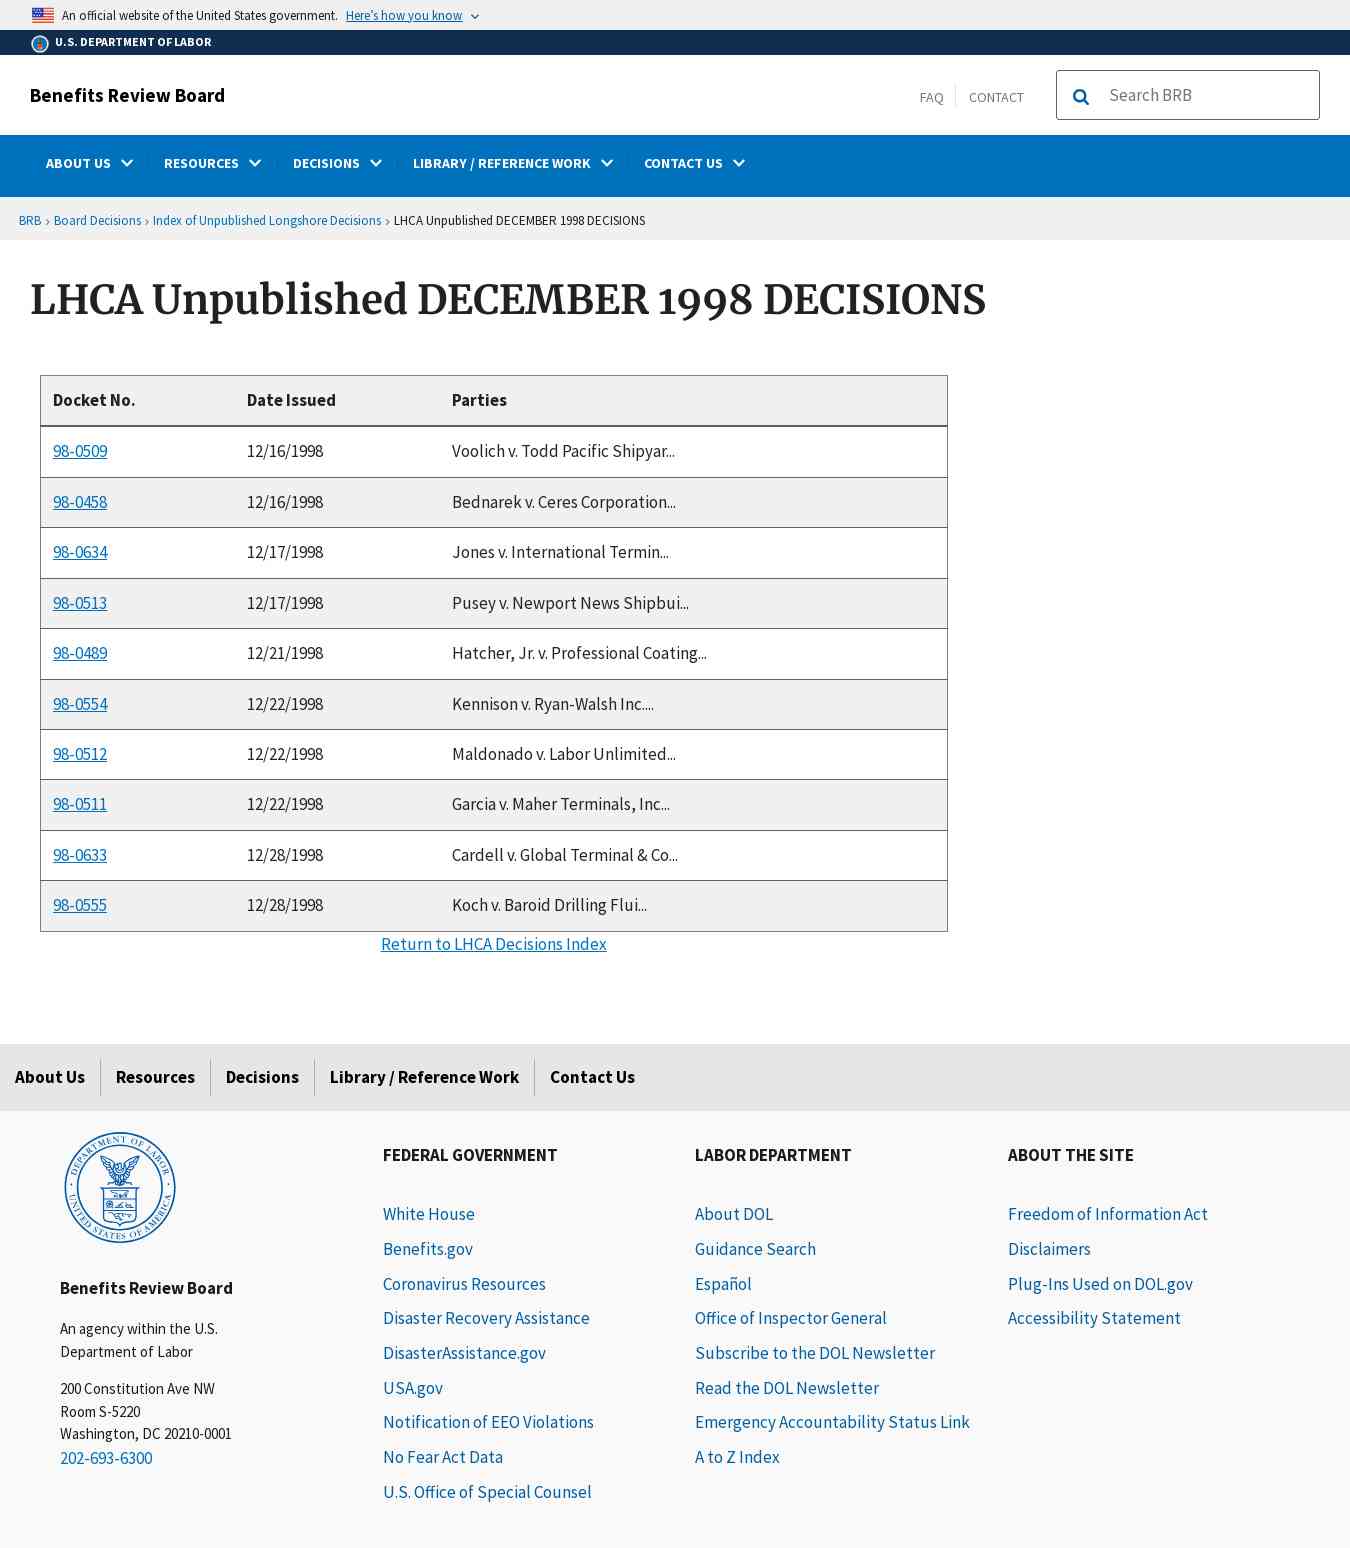 An official website of the United States government. Here's how you know
U.S. DEPARTMENT OF LABOR
Benefits Review Board
FAQ CONTACT Search BRB
ABOUT US RESOURCES DECISIONS LIBRARY / REFERENCE WORK CONTACT US
BRB › Board Decisions › Index of Unpublished Longshore Decisions › LHCA Unpublished DECEMBER 1998 DECISIONS
LHCA Unpublished DECEMBER 1998 DECISIONS
Docket No. Date Issued Parties
98-0509 12/16/1998 Voolich v. Todd Pacific Shipyar...
98-0458 12/16/1998 Bednarek v. Ceres Corporation...
98-0634 12/17/1998 Jones v. International Termin...
98-0513 12/17/1998 Pusey v. Newport News Shipbui...
98-0489 12/21/1998 Hatcher, Jr. v. Professional Coating...
98-0554 12/22/1998 Kennison v. Ryan-Walsh Inc....
98-0512 12/22/1998 Maldonado v. Labor Unlimited...
98-0511 12/22/1998 Garcia v. Maher Terminals, Inc...
98-0633 12/28/1998 Cardell v. Global Terminal & Co...
98-0555 12/28/1998 Koch v. Baroid Drilling Flui...
Return to LHCA Decisions Index
About Us Resources Decisions Library / Reference Work Contact Us
DEPARTMENT OF LABOR
UNITED STATES OF AMERICA
Benefits Review Board
An agency within the U.S.
Department of Labor
200 Constitution Ave NW
Room S-5220
Washington, DC 20210-0001
202-693-6300
FEDERAL GOVERNMENT
White House
Benefits.gov
Coronavirus Resources
Disaster Recovery Assistance
DisasterAssistance.gov
USA.gov
Notification of EEO Violations
No Fear Act Data
U.S. Office of Special Counsel
LABOR DEPARTMENT
About DOL
Guidance Search
Español
Office of Inspector General
Subscribe to the DOL Newsletter
Read the DOL Newsletter
Emergency Accountability Status Link
A to Z Index
ABOUT THE SITE
Freedom of Information Act
Disclaimers
Plug-Ins Used on DOL.gov
Accessibility Statement